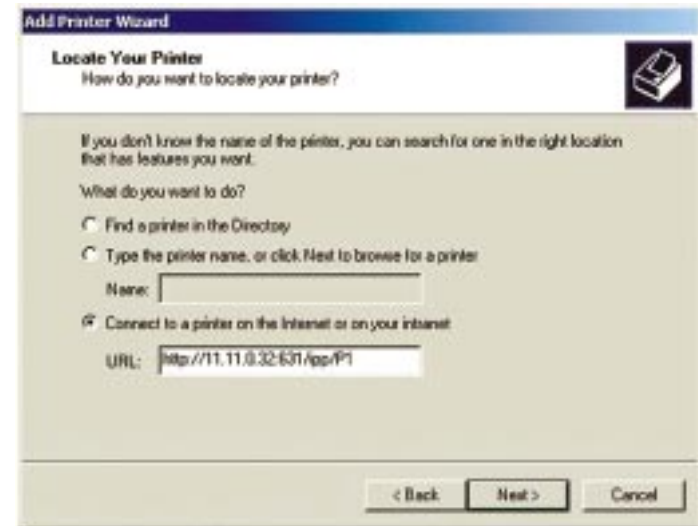 Add Printer Wizard
Locate Your Printer
How do you want to locate your printer?
If you don't know the name of the printer, you can search for one in the right location
that has features you want.
What do you want to do?
Find a printer in the Directory
Type the printer name, or click Next to browse for a printer
Name:
Connect to a printer on the Internet or on your intranet
URL: http://11.11.0.32:631/ipp/P1
< Back Next > Cancel